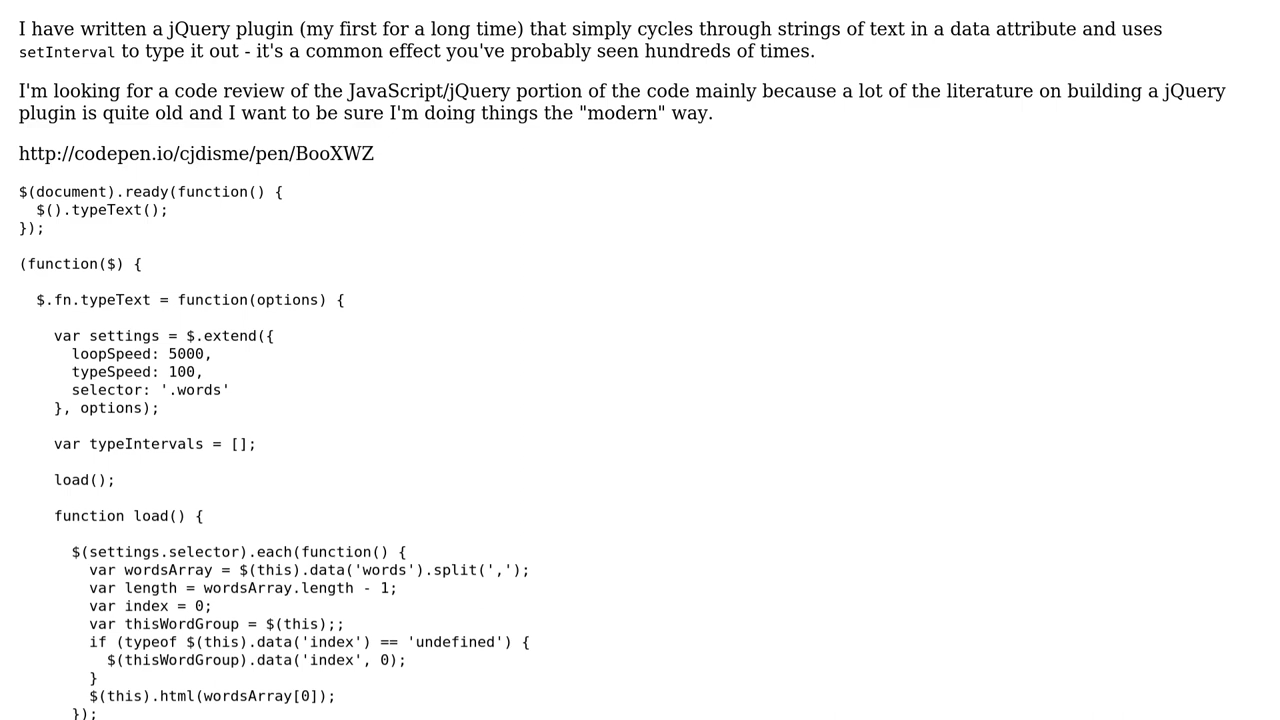 I have written a jQuery plugin (my first for a long time) that simply cycles through strings of text in a data attribute and uses
setInterval to type it out - it's a common effect you've probably seen hundreds of times.
I'm looking for a code review of the JavaScript/jQuery portion of the code mainly because a lot of the literature on building a jQuery
plugin is quite old and I want to be sure I'm doing things the "modern" way.
http://codepen.io/cjdisme/pen/BooXWZ
$(document).ready(function() {
  $().typeText();
});
(function($) {
  $.fn.typeText = function(options) {
    var settings = $.extend({
      loopSpeed: 5000,
      typeSpeed: 100,
      selector: '.words'
    }, options);
    var typeIntervals = [];
    load();
    function load() {
      $(settings.selector).each(function() {
        var wordsArray = $(this).data('words').split(',');
        var length = wordsArray.length - 1;
        var index = 0;
        var thisWordGroup = $(this);;
        if (typeof $(this).data('index') == 'undefined') {
          $(thisWordGroup).data('index', 0);
        }
        $(this).html(wordsArray[0]);
      });